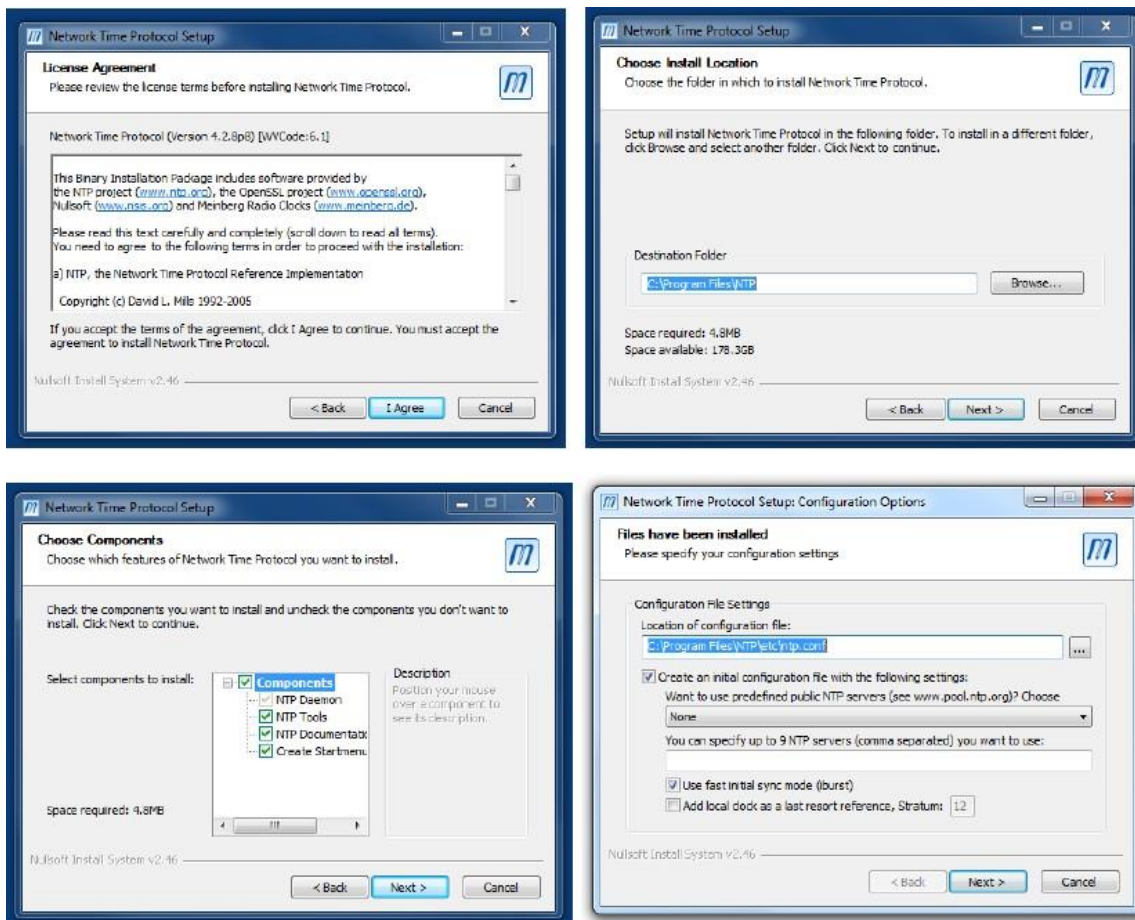 Network Time Protocol Setup
License Agreement
Please review the license terms before installing Network Time Protocol.
Network Time Protocol (Version 4.2.8p8) [WVCode:6.1]
This Binary Installation Package includes software provided by
the NTP project (www.ntp.org), the OpenSSL project (www.openssl.org),
Nullsoft (www.nsis.org) and Meinberg Radio Clocks (www.meinberg.de).
Please read this text carefully and completely (scroll down to read all terms).
You need to agree to the following terms in order to proceed with the installation:
a) NTP, the Network Time Protocol Reference Implementation
Copyright (c) David L. Mills 1992-2005
If you accept the terms of the agreement, click I Agree to continue. You must accept the
agreement to install Network Time Protocol.
Nullsoft Install System v2.46
< Back
I Agree
Cancel
Network Time Protocol Setup
Choose Install Location
Choose the folder in which to install Network Time Protocol.
Setup will install Network Time Protocol in the following folder. To install in a different folder,
click Browse and select another folder. Click Next to continue.
Destination Folder
C:\Program Files\NTP
Browse...
Space required: 4.8MB
Space available: 178.3GB
Nullsoft Install System v2.46
< Back
Next >
Cancel
Network Time Protocol Setup
Choose Components
Choose which features of Network Time Protocol you want to install.
Check the components you want to install and uncheck the components you don't want to
install. Click Next to continue.
Select components to install:
Components
NTP Daemon
NTP Tools
NTP Documentatic
Create Startmenu
Description
Position your mouse
over a component to
see its description.
Space required: 4.8MB
Nullsoft Install System v2.46
< Back
Next >
Cancel
Network Time Protocol Setup: Configuration Options
Files have been installed
Please specify your configuration settings
Configuration File Settings
Location of configuration file:
C:\Program Files\NTP\etc\ntp.conf
...
Create an initial configuration file with the following settings:
Want to use predefined public NTP servers (see www.pool.ntp.org)? Choose
None
You can specify up to 9 NTP servers (comma separated) you want to use:
Use fast initial sync mode (iburst)
Add local clock as a last resort reference, Stratum: 12
Nullsoft Install System v2.46
< Back
Next >
Cancel